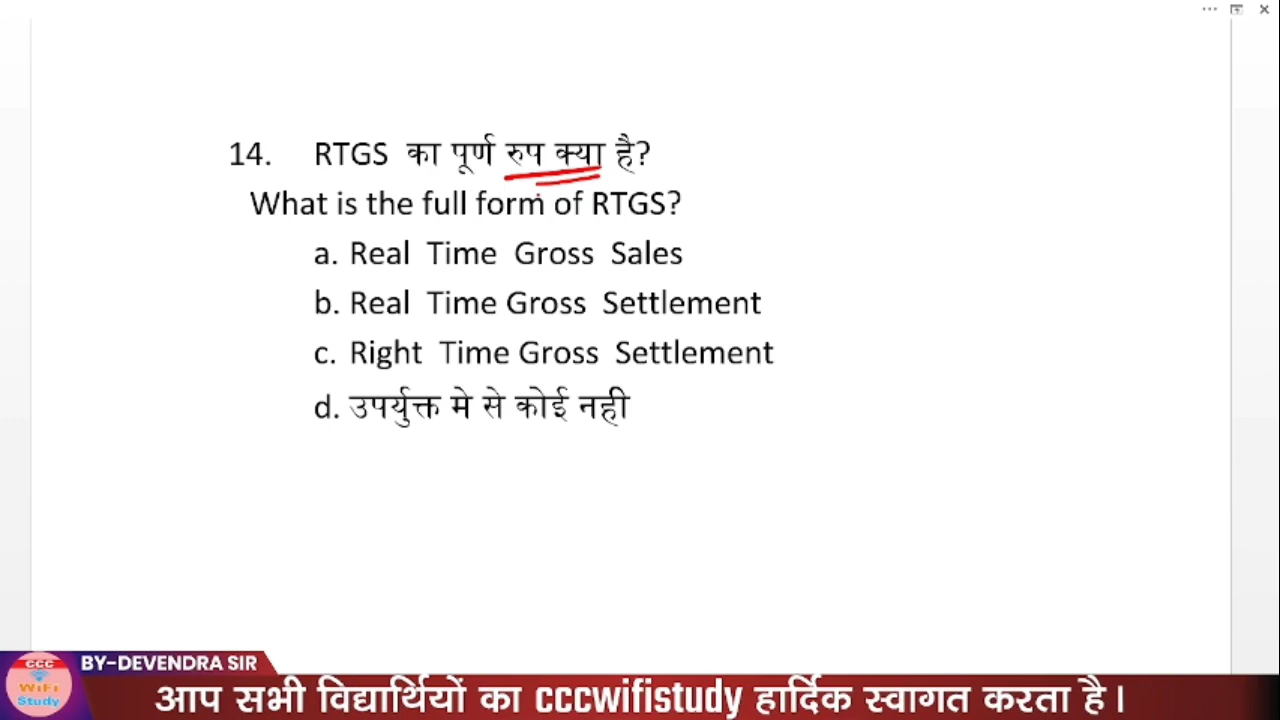 14. RTGS का पूर्ण रुप क्या है?
What is the full form of RTGS?
a. Real Time Gross Sales
b. Real Time Gross Settlement
c. Right Time Gross Settlement
d. उपर्युक्त मे से कोई नही
BY-DEVENDRA SIR
CCC
WiFi
Study
आप सभी विद्यार्थियों का cccwifistudy हार्दिक स्वागत करता है।